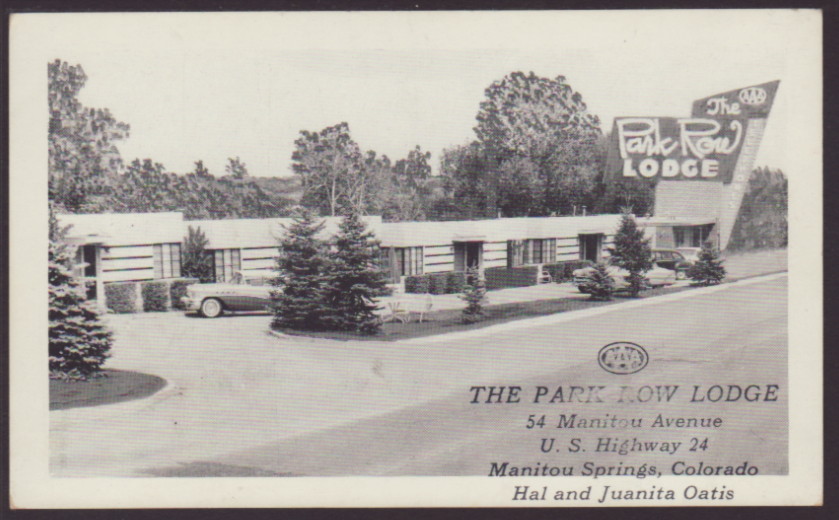 The AAA
Park Row
LODGE
AAA
THE PARK ROW LODGE
54 Manitou Avenue
U. S. Highway 24
Manitou Springs, Colorado
Hal and Juanita Oatis